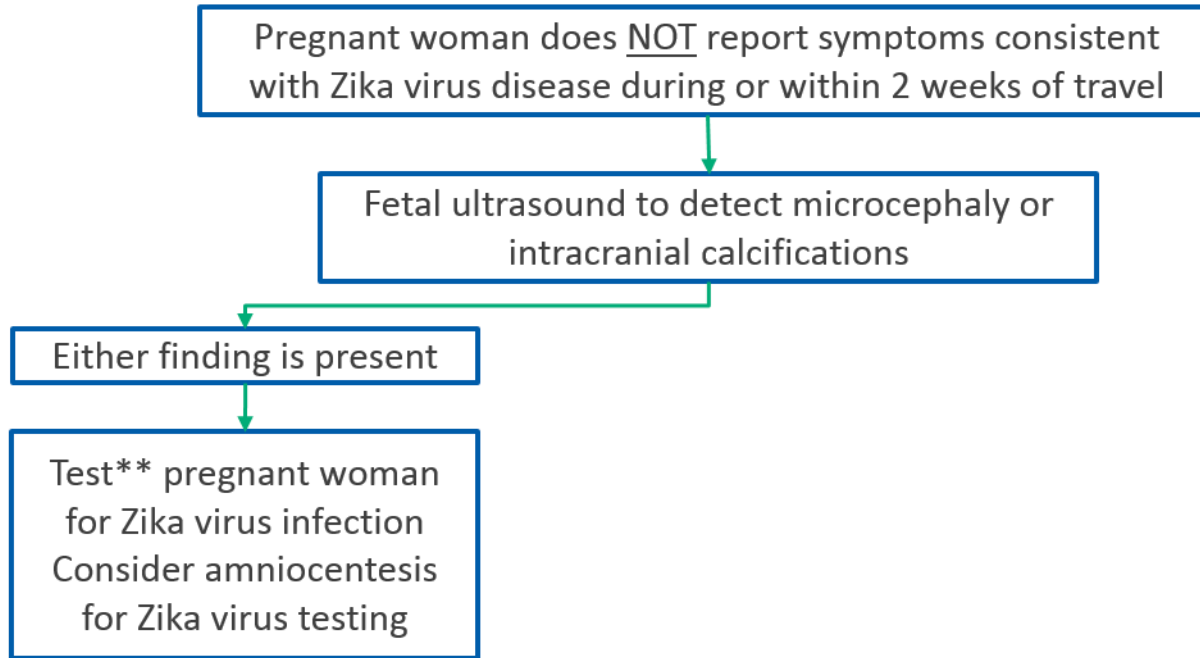 Pregnant woman does NOT report symptoms consistent
with Zika virus disease during or within 2 weeks of travel
Fetal ultrasound to detect microcephaly or
intracranial calcifications
Either finding is present
Test** pregnant woman
for Zika virus infection
Consider amniocentesis
for Zika virus testing